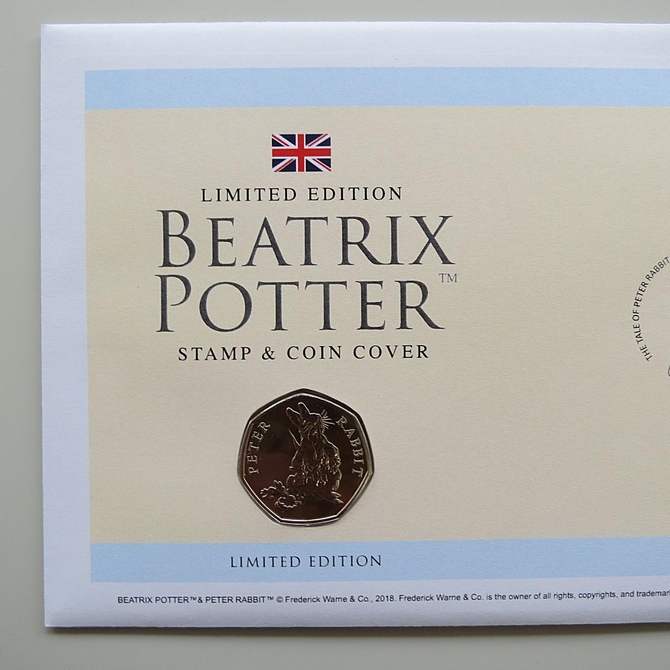 LIMITED EDITION
BEATRIX
POTTER™
STAMP & COIN COVER
THE TALE OF PETER RABBIT
PETER RABBIT
LIMITED EDITION
BEATRIX POTTER™& PETER RABBIT™ © Frederick Warne & Co., 2018. Frederick Warne & Co. is the owner of all rights, copyrights, and